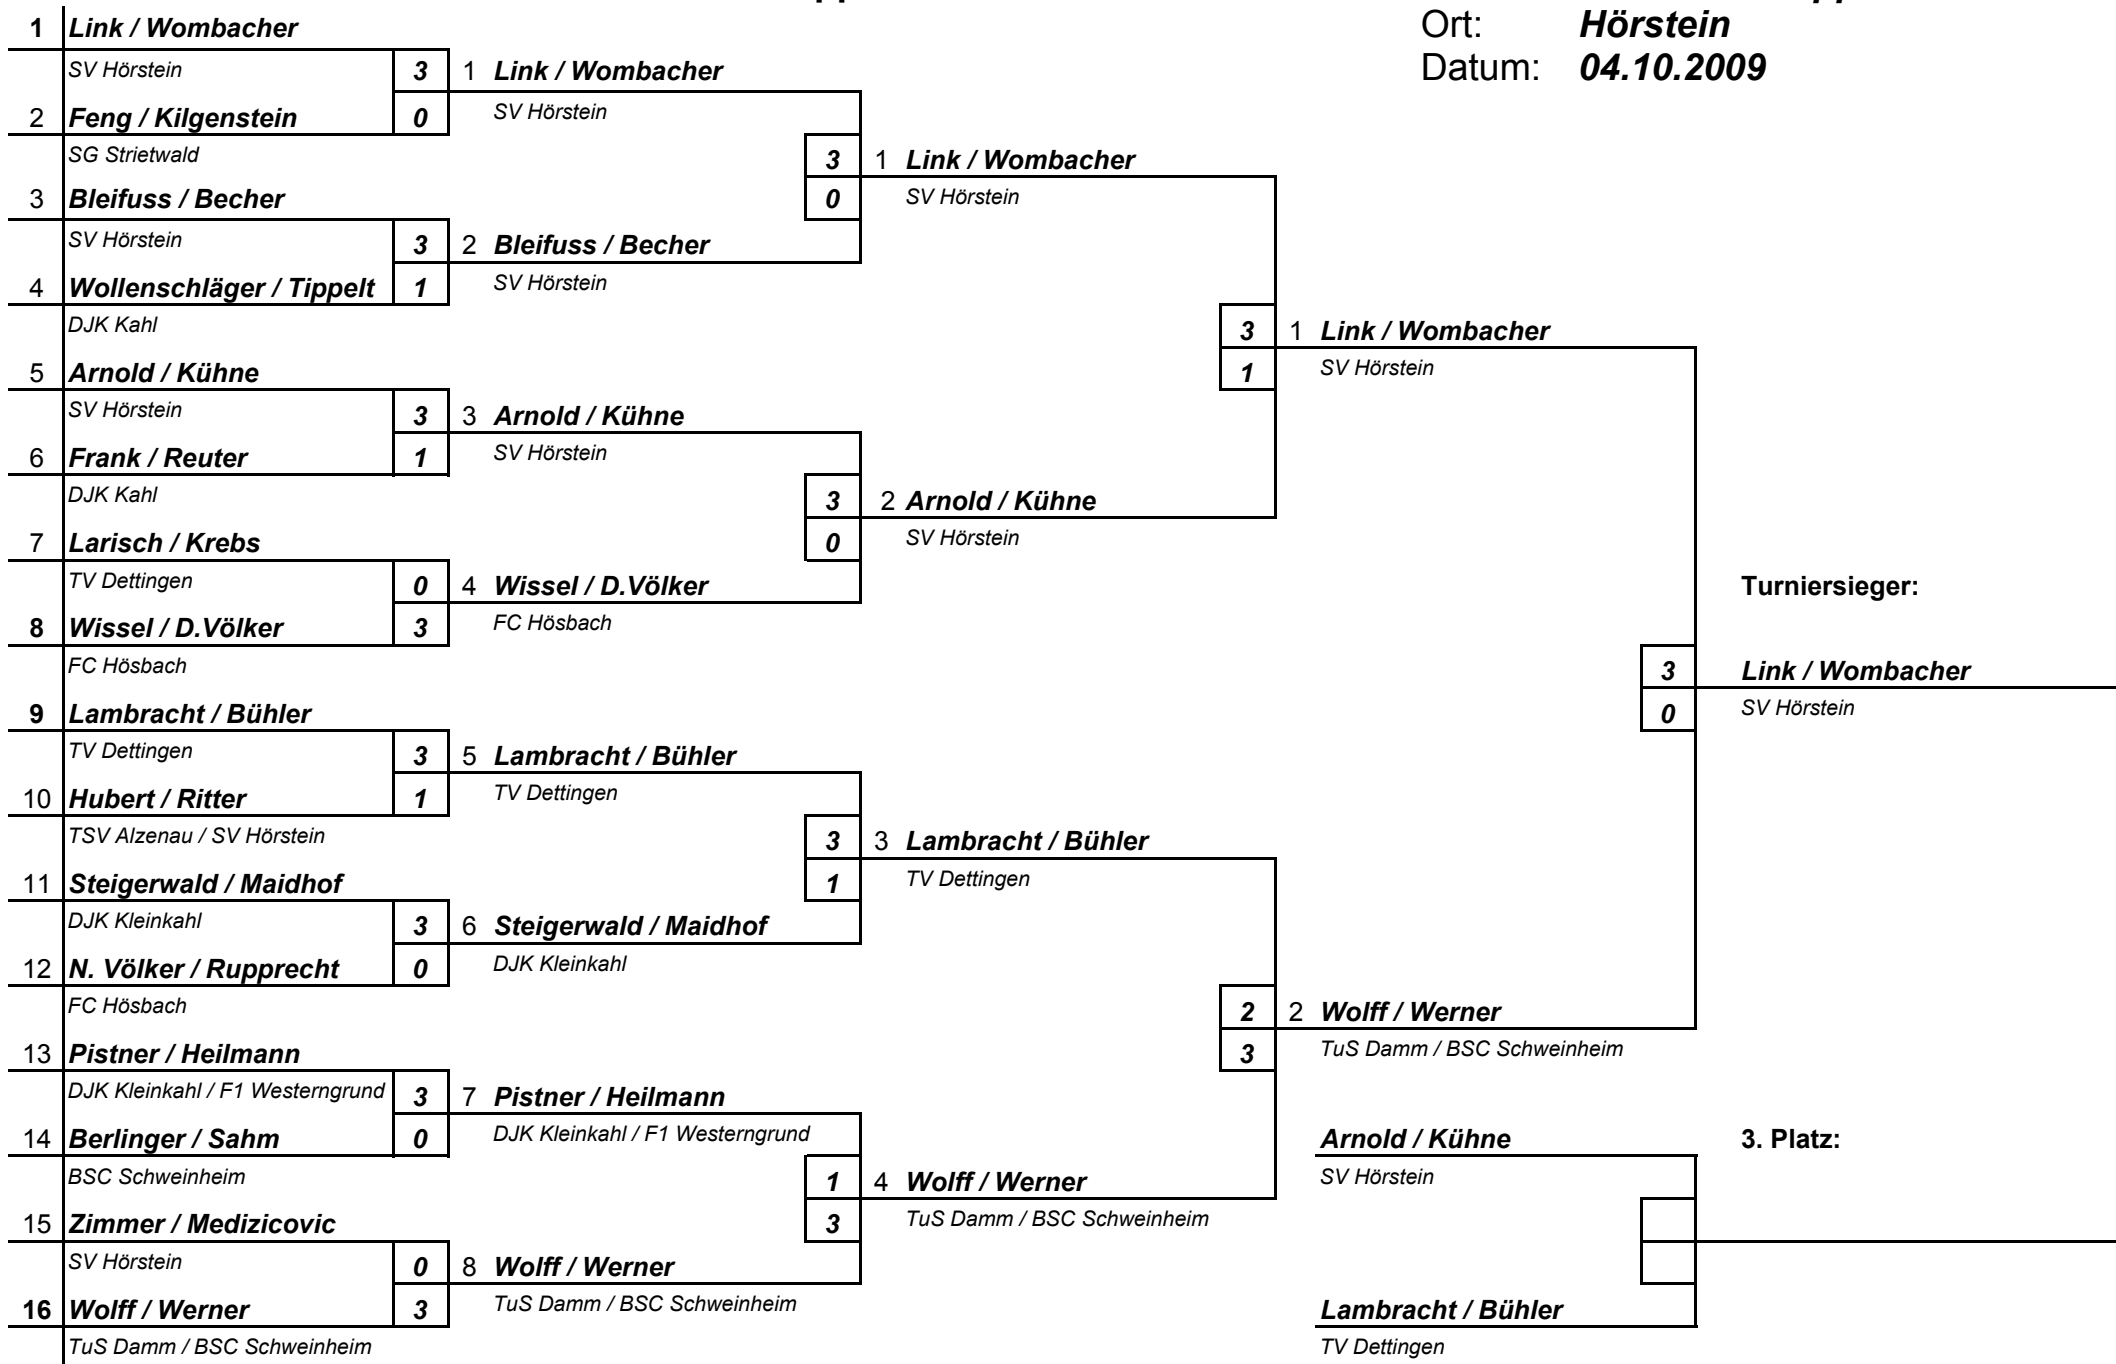 Ort: Hörstein
Datum: 04.10.2009
1 Link / Wombacher
SV Hörstein 3 1 Link / Wombacher
2 Feng / Kilgenstein 0 SV Hörstein
SG Strietwald 3 1 Link / Wombacher
3 Bleifuss / Becher 0 SV Hörstein
SV Hörstein 3 2 Bleifuss / Becher
4 Wollenschläger / Tippelt 1 SV Hörstein
DJK Kahl 3 1 Link / Wombacher
5 Arnold / Kühne 1 SV Hörstein
SV Hörstein 3 3 Arnold / Kühne
6 Frank / Reuter 1 SV Hörstein
DJK Kahl 3 2 Arnold / Kühne
7 Larisch / Krebs 0 SV Hörstein
TV Dettingen 0 4 Wissel / D.Völker Turniersieger:
8 Wissel / D.Völker 3 FC Hösbach
FC Hösbach 3 Link / Wombacher
9 Lambracht / Bühler 0 SV Hörstein
TV Dettingen 3 5 Lambracht / Bühler
10 Hubert / Ritter 1 TV Dettingen
TSV Alzenau / SV Hörstein 3 3 Lambracht / Bühler
11 Steigerwald / Maidhof 1 TV Dettingen
DJK Kleinkahl 3 6 Steigerwald / Maidhof
12 N. Völker / Rupprecht 0 DJK Kleinkahl
FC Hösbach 2 2 Wolff / Werner
13 Pistner / Heilmann 3 TuS Damm / BSC Schweinheim
DJK Kleinkahl / F1 Westerngrund 3 7 Pistner / Heilmann
14 Berlinger / Sahm 0 DJK Kleinkahl / F1 Westerngrund Arnold / Kühne 3. Platz:
BSC Schweinheim 1 4 Wolff / Werner SV Hörstein
15 Zimmer / Medizicovic 3 TuS Damm / BSC Schweinheim
SV Hörstein 0 8 Wolff / Werner
16 Wolff / Werner 3 TuS Damm / BSC Schweinheim Lambracht / Bühler
TuS Damm / BSC Schweinheim TV Dettingen